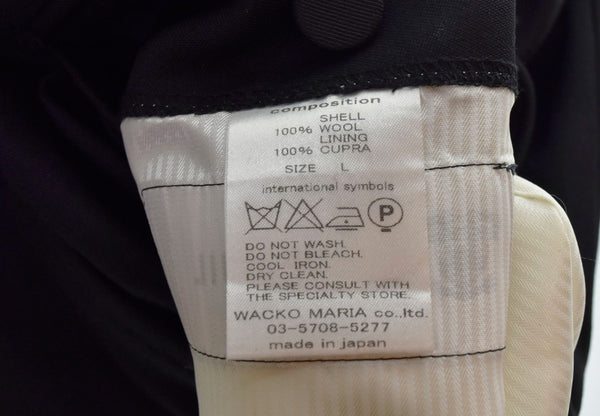 composition
SHELL
100% WOOL
LINING
100% CUPRA
SIZE L
international symbols
P
DO NOT WASH.
DO NOT BLEACH.
COOL IRON.
DRY CLEAN.
PLEASE CONSULT WITH
THE SPECIALTY STORE.
WACKO MARIA co.,ltd.
03-5708-5277
made in japan